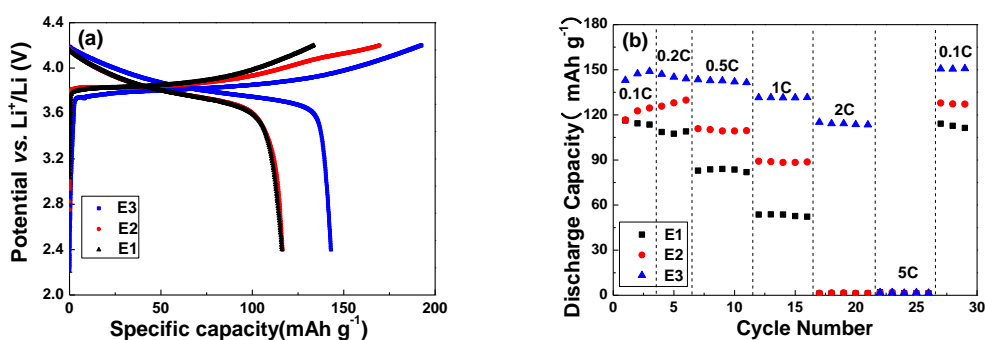 (a)
4.4
4.0
3.6
3.2
2.8
2.4
2.0
Potential vs. Li⁺/Li (V)
E3
E2
E1
0 50 100 150 200
Specific capacity(mAh g⁻¹)
(b)
180
150
120
90
60
30
0
Discharge Capacity( mAh g⁻¹)
0.1C
0.2C
0.5C
1C
2C
5C
0.1C
E1
E2
E3
0 5 10 15 20 25 30
Cycle Number